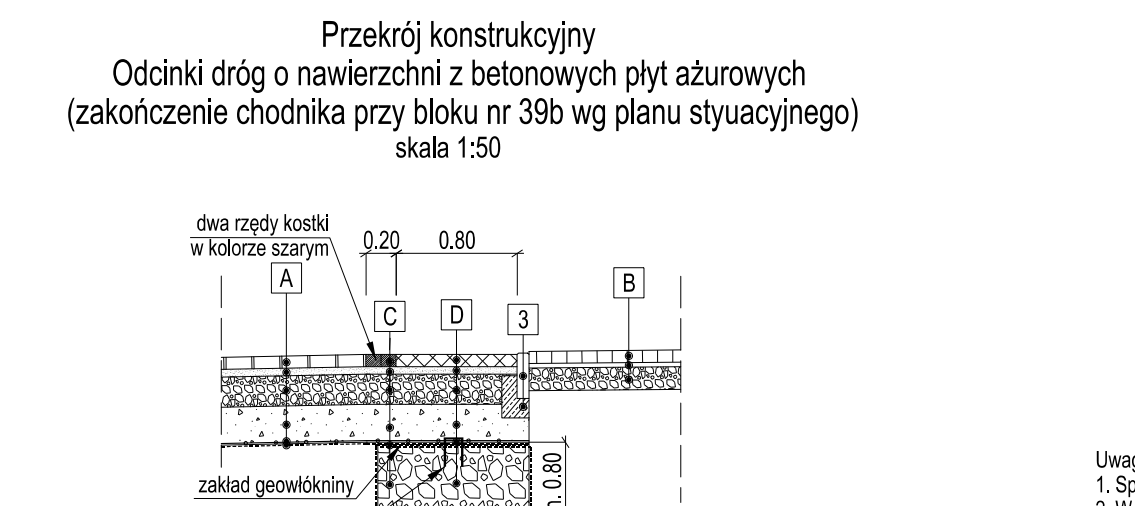 Przekrój konstrukcyjny
Odcinki dróg o nawierzchni z betonowych płyt ażurowych
(zakończenie chodnika przy bloku nr 39b wg planu styuacyjnego)
skala 1:50
dwa rzędy kostki
w kolorze szarym
0.20 0.80
A
B
C D 3
zakład geowłókniny
0.80
Uwag
1. Sp